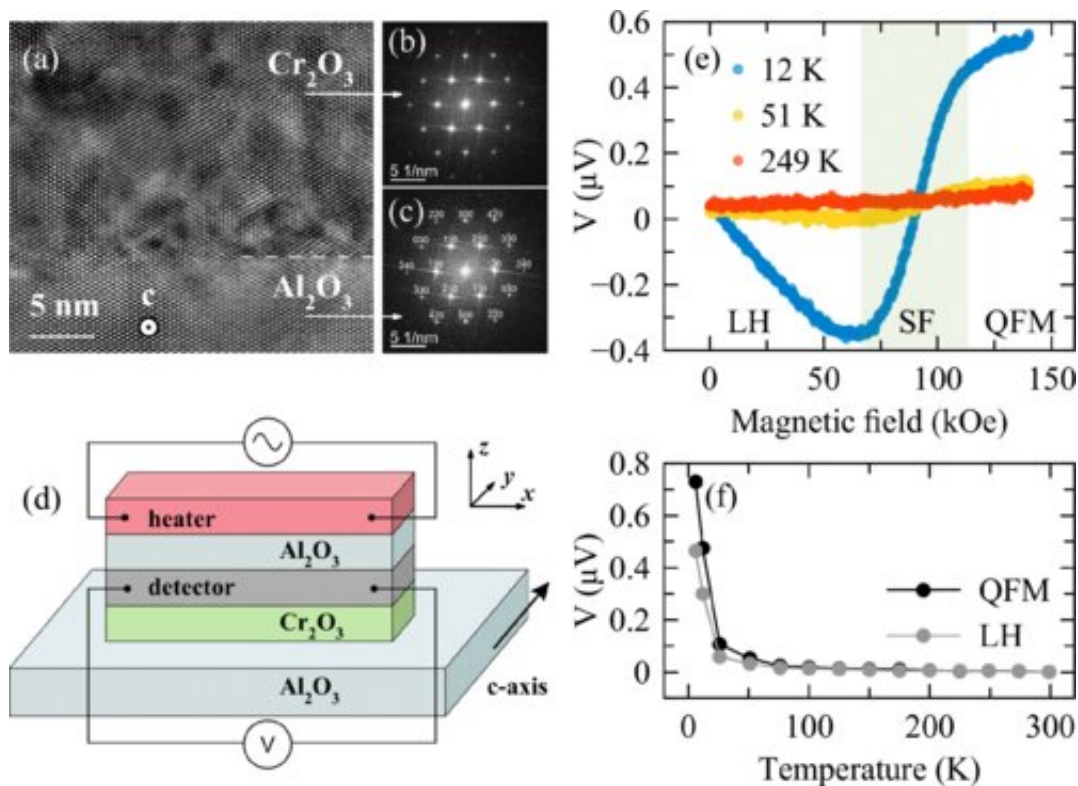 (a)
Cr₂O₃
Al₂O₃
5 nm
c
(b)
5 1/nm
(c)
5 1/nm
(d)
heater
Al₂O₃
detector
Cr₂O₃
Al₂O₃
c-axis
z
y
x
V
(e)
12 K
51 K
249 K
LH
SF
QFM
V (μV)
0.6
0.4
0.2
0
−0.2
−0.4
0
50
100
150
Magnetic field (kOe)
(f)
QFM
LH
V (μV)
0.8
0.6
0.4
0.2
0
0
100
200
300
Temperature (K)